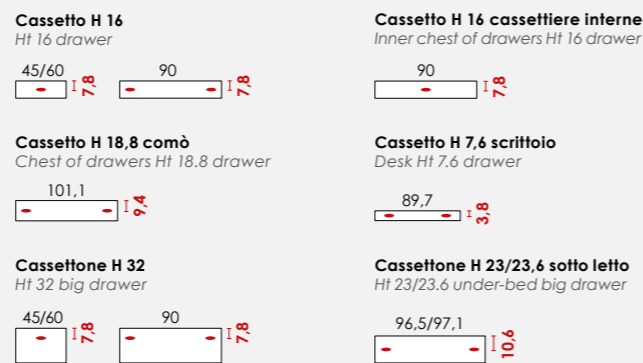 Cassetto H 16
Ht 16 drawer
45/60
7,8
90
7,8
Cassetto H 16 cassettiere interne
Inner chest of drawers Ht 16 drawer
90
7,8
Cassetto H 18,8 comò
Chest of drawers Ht 18.8 drawer
101,1
9,4
Cassetto H 7,6 scrittoio
Desk Ht 7.6 drawer
89,7
3,8
Cassettone H 32
Ht 32 big drawer
45/60
7,8
90
7,8
Cassettone H 23/23,6 sotto letto
Ht 23/23.6 under-bed big drawer
96,5/97,1
10,6